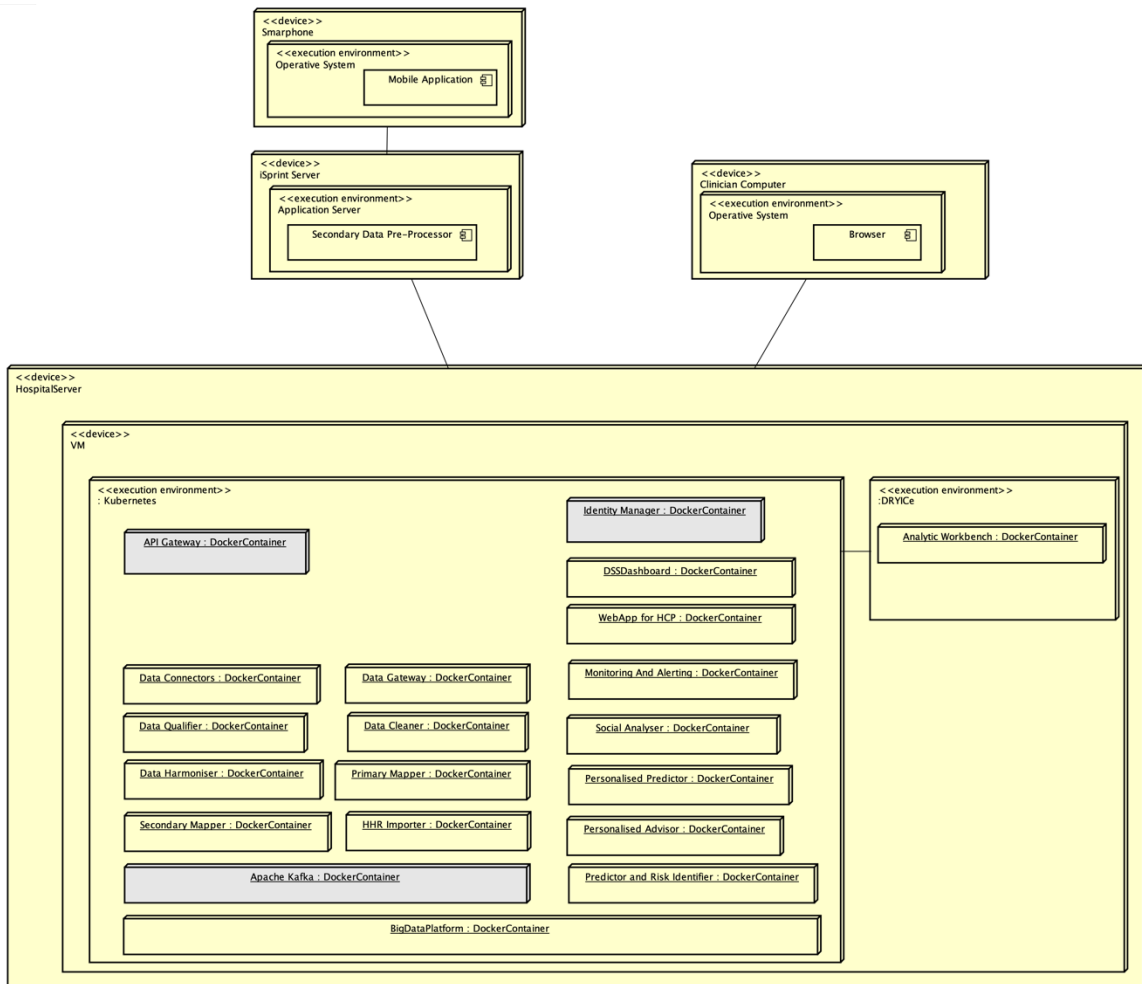 <<device>>
Smarphone
<<execution environment>>
Operative System
Mobile Application
<<device>>
iSprint Server
<<execution environment>>
Application Server
Secondary Data Pre-Processor
<<device>>
Clinician Computer
<<execution environment>>
Operative System
Browser
<<device>>
HospitalServer
<<device>>
VM
<<execution environment>>
: Kubernetes
API Gateway : DockerContainer
Identity Manager : DockerContainer
DSSDashboard : DockerContainer
WebApp for HCP : DockerContainer
Data Connectors : DockerContainer
Data Gateway : DockerContainer
Monitoring And Alerting : DockerContainer
Data Qualifier : DockerContainer
Data Cleaner : DockerContainer
Social Analyser : DockerContainer
Data Harmoniser : DockerContainer
Primary Mapper : DockerContainer
Personalised Predictor : DockerContainer
Secondary Mapper : DockerContainer
HHR Importer : DockerContainer
Personalised Advisor : DockerContainer
Apache Kafka : DockerContainer
Predictor and Risk Identifier : DockerContainer
BigDataPlatform : DockerContainer
<<execution environment>>
:DRYICe
Analytic Workbench : DockerContainer